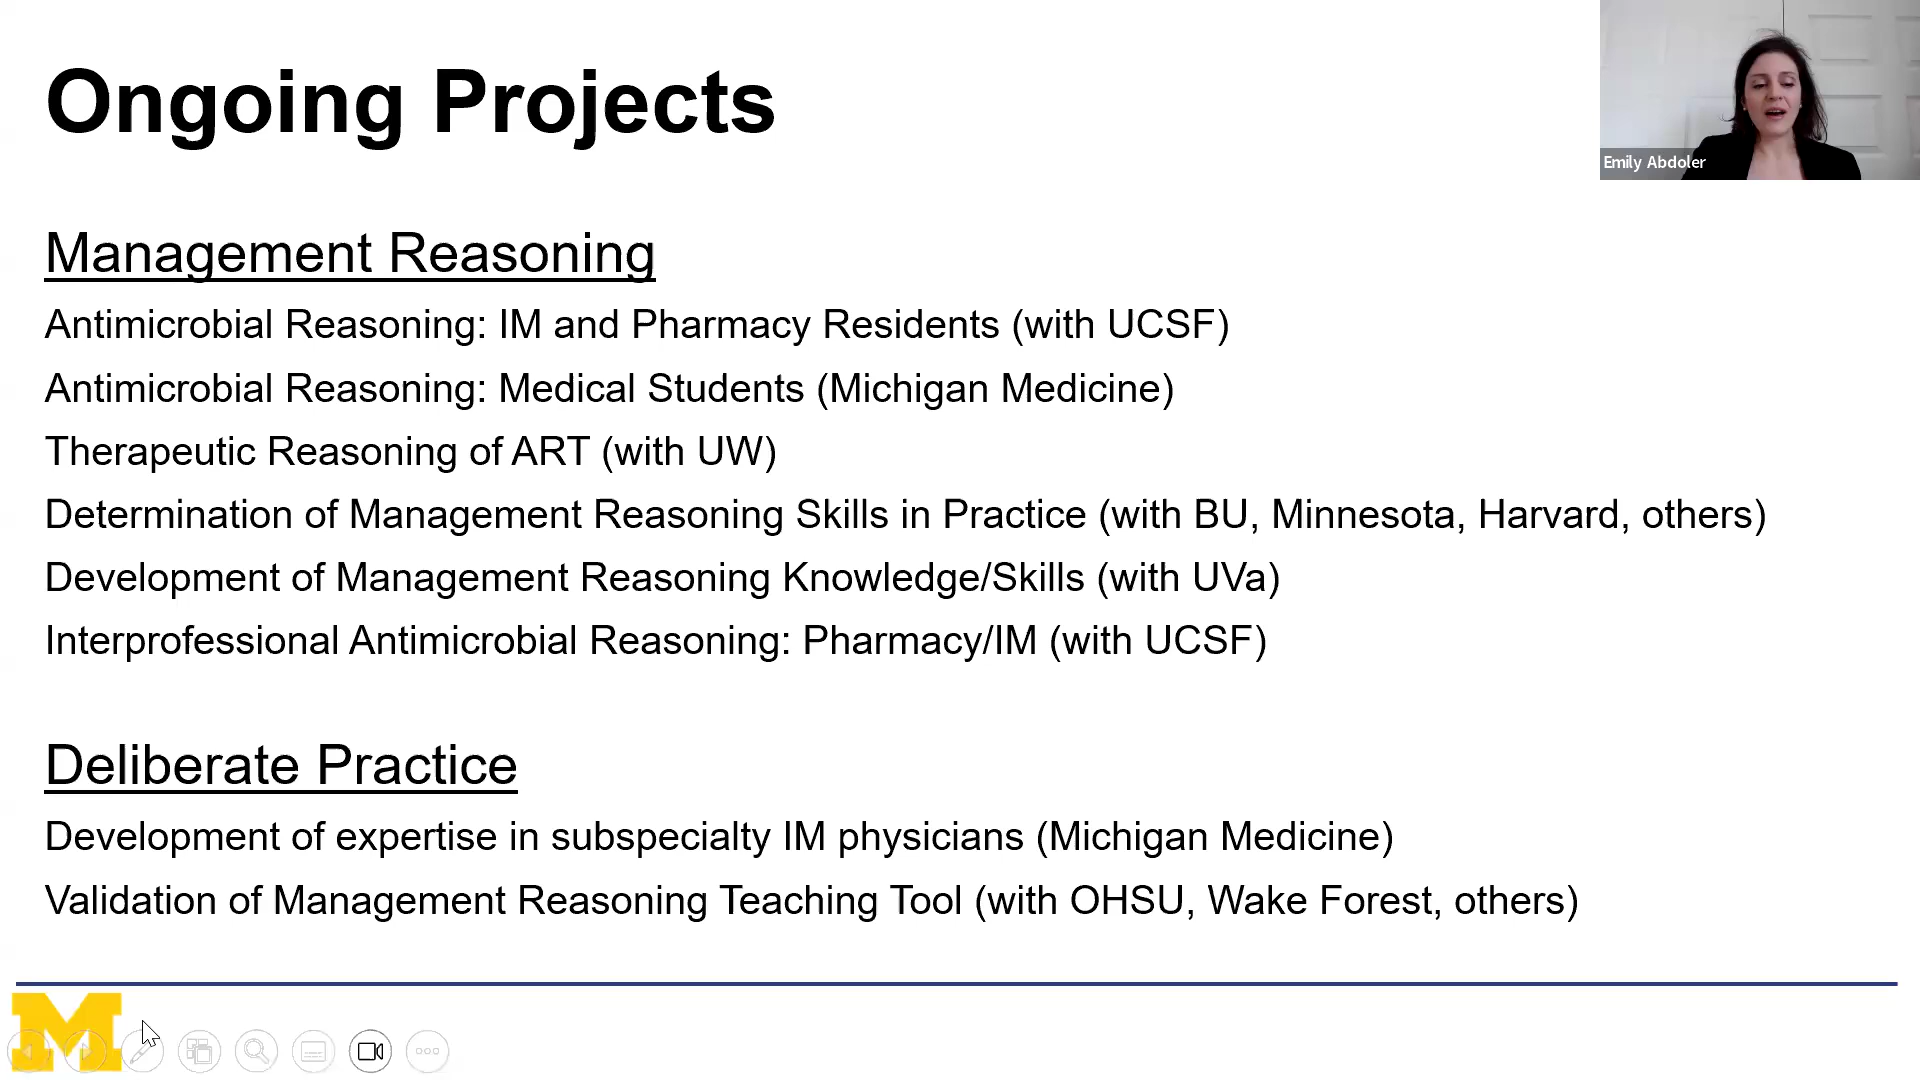 Ongoing Projects
Emily Abdoler
Management Reasoning
Antimicrobial Reasoning: IM and Pharmacy Residents (with UCSF)
Antimicrobial Reasoning: Medical Students (Michigan Medicine)
Therapeutic Reasoning of ART (with UW)
Determination of Management Reasoning Skills in Practice (with BU, Minnesota, Harvard, others)
Development of Management Reasoning Knowledge/Skills (with UVa)
Interprofessional Antimicrobial Reasoning: Pharmacy/IM (with UCSF)
Deliberate Practice
Development of expertise in subspecialty IM physicians (Michigan Medicine)
Validation of Management Reasoning Teaching Tool (with OHSU, Wake Forest, others)
M